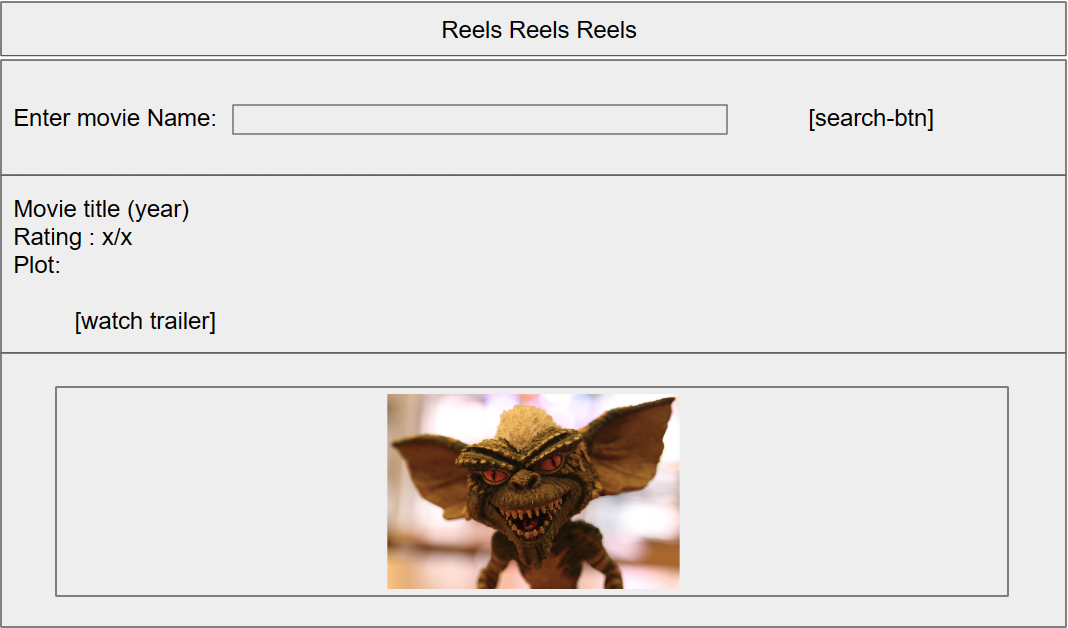 Reels Reels Reels
Enter movie Name: [search-btn]
Movie title (year)
Rating : x/x
Plot:
[watch trailer]